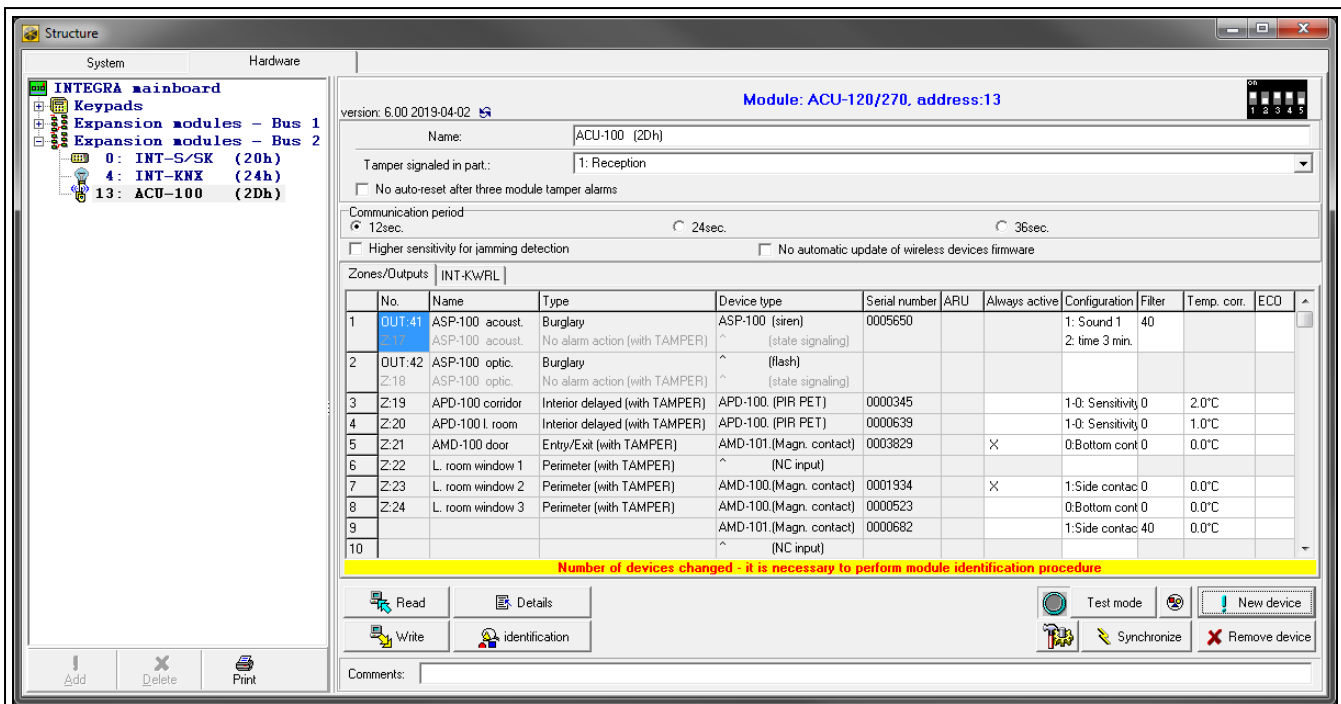 Structure
System Hardware
INTEGRA mainboard
Keypads
Expansion modules - Bus 1
Expansion modules - Bus 2
0: INT-S/SK (20h)
4: INT-KNX (24h)
13: ACU-100 (2Dh)
Add Delete Print
version: 6.00 2019-04-02 Module: ACU-120/270, address:13
on
1 2 3 4 5
Name: ACU-100 (2Dh)
Tamper signaled in part.: 1: Reception
No auto-reset after three module tamper alarms
Communication period
12sec. 24sec. 36sec.
Higher sensitivity for jamming detection No automatic update of wireless devices firmware
Zones/Outputs INT-KWRL
No. Name Type Device type Serial number ARU Always active Configuration Filter Temp. corr. ECO
1 OUT:41 ASP-100 acoust. Burglary ASP-100 (siren) 0005650 1: Sound 1 40
Z:17 ASP-100 acoust. No alarm action (with TAMPER) ^ (state signaling) 2: time 3 min.
2 OUT:42 ASP-100 optic. Burglary ^ (flash)
Z:18 ASP-100 optic. No alarm action (with TAMPER) ^ (state signaling)
3 Z:19 APD-100 corridor Interior delayed (with TAMPER) APD-100. (PIR PET) 0000345 1-0: Sensitivity 0 2.0°C
4 Z:20 APD-100 l. room Interior delayed (with TAMPER) APD-100. (PIR PET) 0000639 1-0: Sensitivity 0 1.0°C
5 Z:21 AMD-100 door Entry/Exit (with TAMPER) AMD-101.(Magn. contact) 0003829 X 0:Bottom cont 0 0.0°C
6 Z:22 L. room window 1 Perimeter (with TAMPER) ^ (NC input)
7 Z:23 L. room window 2 Perimeter (with TAMPER) AMD-100.(Magn. contact) 0001934 X 1:Side contac 0 0.0°C
8 Z:24 L. room window 3 Perimeter (with TAMPER) AMD-100.(Magn. contact) 0000523 0:Bottom cont 0 0.0°C
9 AMD-101.(Magn. contact) 0000682 1:Side contac 40 0.0°C
10 ^ (NC input)
Number of devices changed - it is necessary to perform module identification procedure
Read Details Test mode New device
Write identification Synchronize Remove device
Comments: